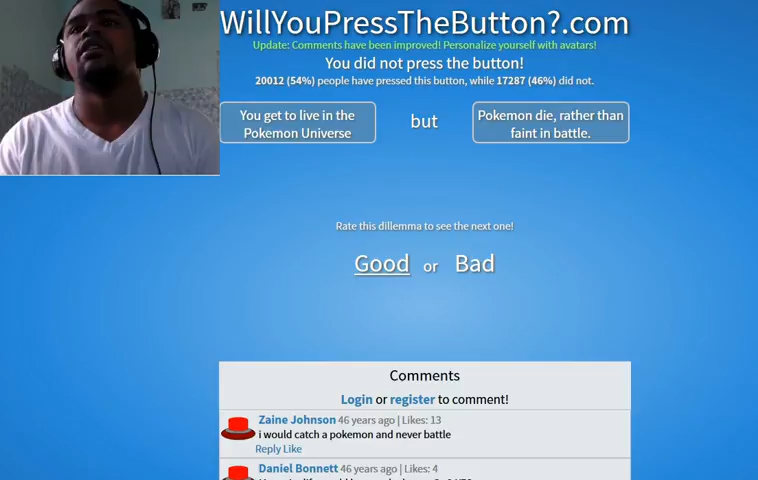 WillYouPressTheButton?.com
Update: Comments have been improved! Personalize yourself with avatars!
You did not press the button!
20012 (54%) people have pressed this button, while 17287 (46%) did not.
You get to live in the
Pokemon Universe
but
Pokemon die, rather than
faint in battle.
Rate this dillemma to see the next one!
Good or Bad
Comments
Login or register to comment!
Zaine Johnson 46 years ago | Likes: 13
i would catch a pokemon and never battle
Reply Like
Daniel Bonnett 46 years ago | Likes: 4